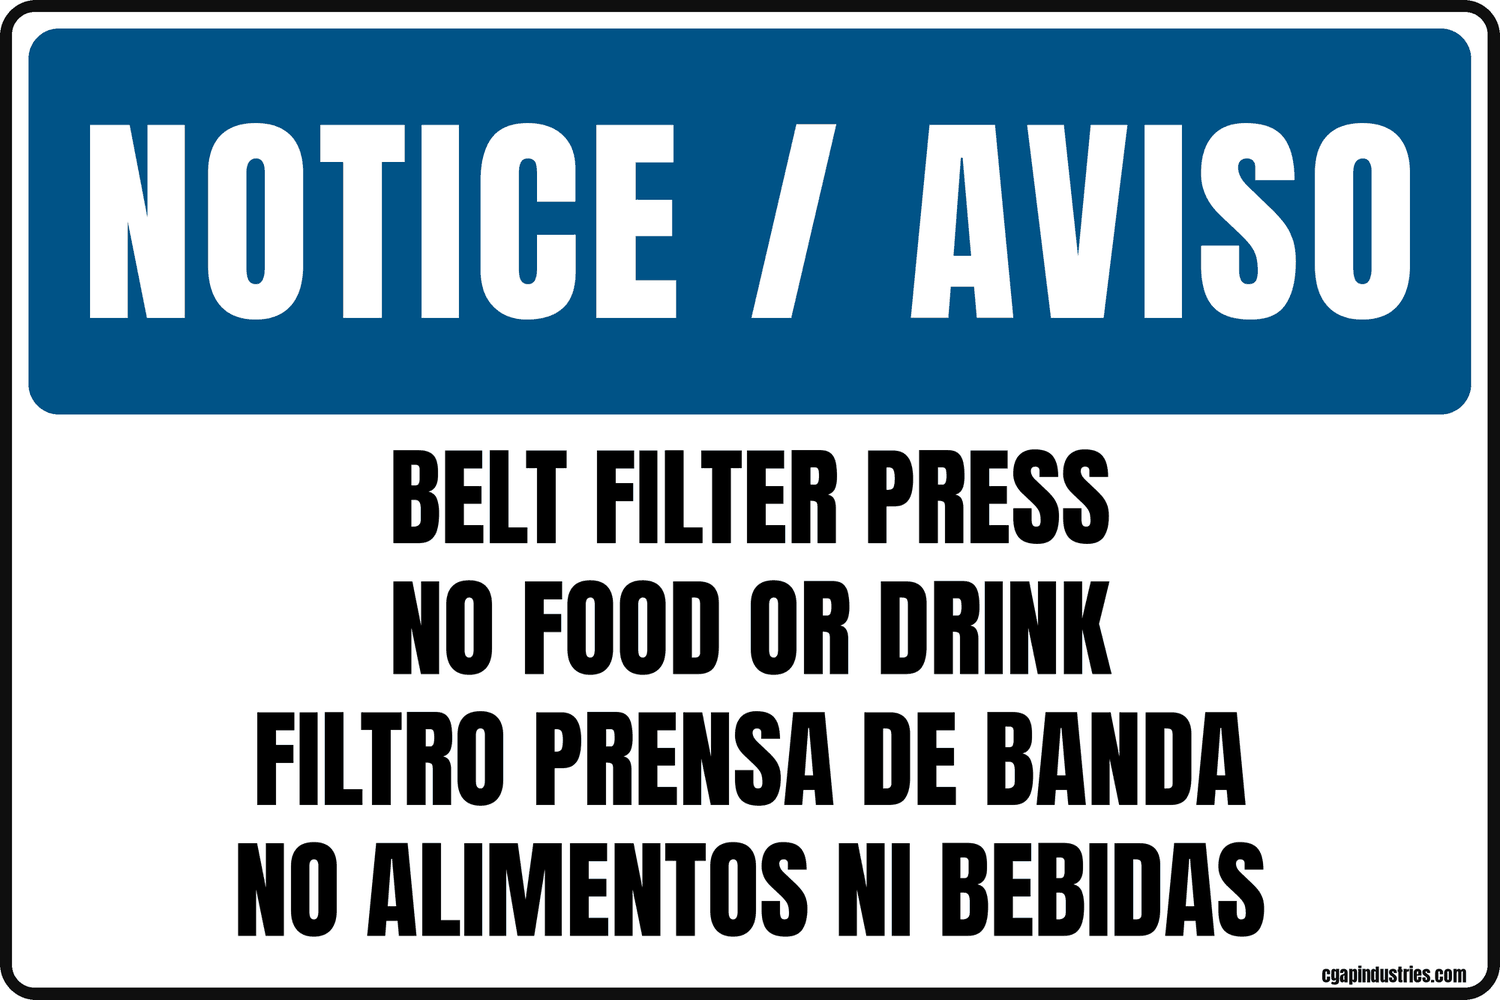 NOTICE / AVISO
BELT FILTER PRESS
NO FOOD OR DRINK
FILTRO PRENSA DE BANDA
NO ALIMENTOS NI BEBIDAS
cgapindustries.com